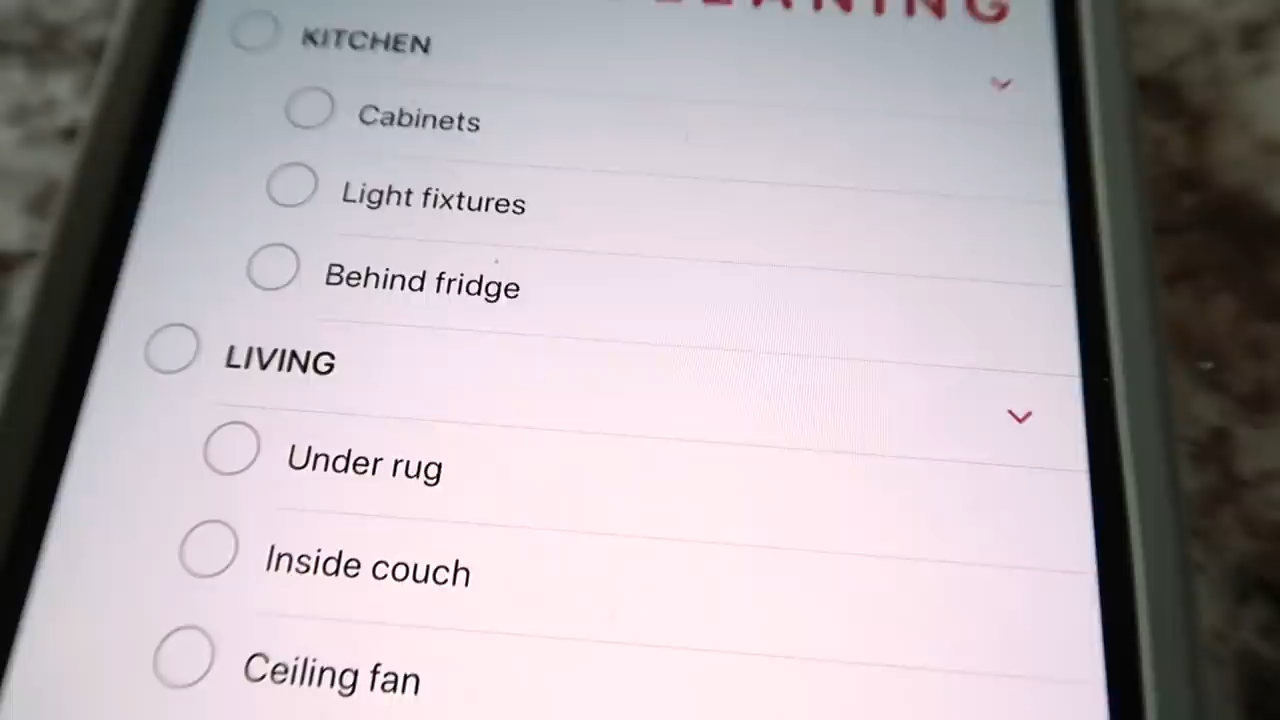 KITCHEN
Cabinets
Light fixtures
Behind fridge
LIVING
Under rug
Inside couch
Ceiling fan